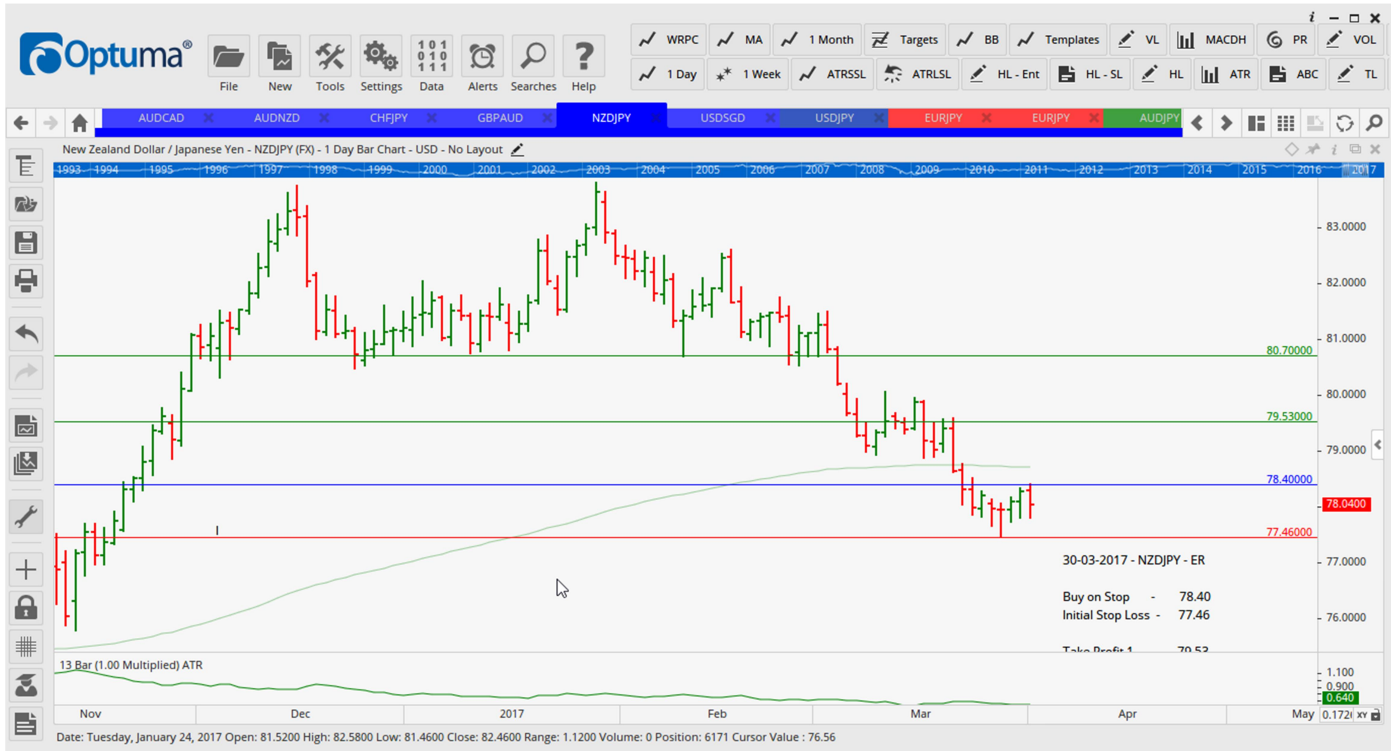 Optuma®
File
New
Tools
Settings
101
010
111
Data
Alerts
Searches
?
Help
i
WRPC
MA
1 Month
Targets
BB
Templates
VL
MACDH
PR
VOL
1 Day
1 Week
ATRSSL
ATRLSL
HL - Ent
HL - SL
HL
ATR
ABC
TL
AUDCAD
AUDNZD
CHFJPY
GBPAUD
NZDJPY
USDSGD
USDJPY
EURJPY
EURJPY
AUDJPY
New Zealand Dollar / Japanese Yen - NZDJPY (FX) - 1 Day Bar Chart - USD - No Layout
i
1993 1994 1995 1996 1997 1998 1999 2000 2001 2002 2003 2004 2005 2006 2007 2008 2009 2010 2011 2012 2013 2014 2015 2016 2017
83.0000
82.0000
81.0000
80.70000
80.0000
79.53000
79.0000
78.40000
78.0400
77.46000
77.0000
76.0000
30-03-2017 - NZDJPY - ER
Buy on Stop - 78.40
Initial Stop Loss - 77.46
Take Profit 1 79.53
13 Bar (1.00 Multiplied) ATR
1.100
0.900
0.640
Nov Dec 2017 Feb Mar Apr May
XY
Date: Tuesday, January 24, 2017 Open: 81.5200 High: 82.5800 Low: 81.4600 Close: 82.4600 Range: 1.1200 Volume: 0 Position: 6171 Cursor Value : 76.56